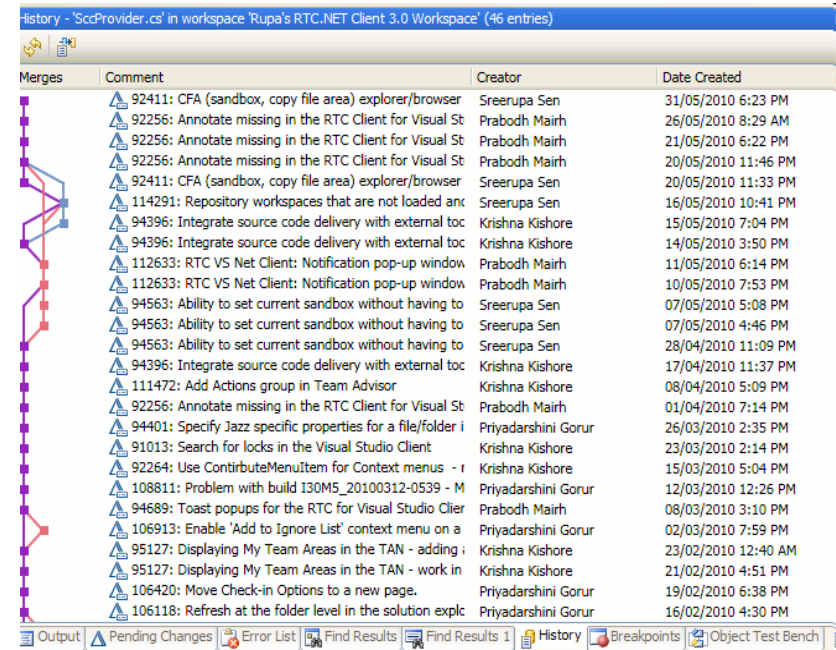 History - 'SccProvider.cs' in workspace 'Rupa's RTC.NET Client 3.0 Workspace' (46 entries)
Merges Comment Creator Date Created
92411: CFA (sandbox, copy file area) explorer/browser Sreerupa Sen 31/05/2010 6:23 PM
92256: Annotate missing in the RTC Client for Visual St Prabodh Mairh 26/05/2010 8:29 AM
92256: Annotate missing in the RTC Client for Visual St Prabodh Mairh 21/05/2010 6:22 PM
92256: Annotate missing in the RTC Client for Visual St Prabodh Mairh 20/05/2010 11:46 PM
92411: CFA (sandbox, copy file area) explorer/browser Sreerupa Sen 20/05/2010 11:33 PM
114291: Repository workspaces that are not loaded and Sreerupa Sen 16/05/2010 10:41 PM
94396: Integrate source code delivery with external toc Krishna Kishore 15/05/2010 7:04 PM
94396: Integrate source code delivery with external toc Krishna Kishore 14/05/2010 3:50 PM
112633: RTC VS Net Client: Notification pop-up window Prabodh Mairh 11/05/2010 6:14 PM
112633: RTC VS Net Client: Notification pop-up window Prabodh Mairh 10/05/2010 7:53 PM
94563: Ability to set current sandbox without having to Sreerupa Sen 07/05/2010 5:08 PM
94563: Ability to set current sandbox without having to Sreerupa Sen 07/05/2010 4:46 PM
94563: Ability to set current sandbox without having to Sreerupa Sen 28/04/2010 11:09 PM
94396: Integrate source code delivery with external toc Krishna Kishore 17/04/2010 11:37 PM
111472: Add Actions group in Team Advisor Krishna Kishore 08/04/2010 5:09 PM
92256: Annotate missing in the RTC Client for Visual St Prabodh Mairh 01/04/2010 7:14 PM
94401: Specify Jazz specific properties for a file/folder i Priyadarshini Gorur 26/03/2010 2:35 PM
91013: Search for locks in the Visual Studio Client Krishna Kishore 23/03/2010 2:14 PM
92264: Use ContirbuteMenuItem for Context menus - r Krishna Kishore 15/03/2010 5:04 PM
108811: Problem with build I30M5_20100312-0539 - M Priyadarshini Gorur 12/03/2010 12:26 PM
94689: Toast popups for the RTC for Visual Studio Clier Prabodh Mairh 08/03/2010 3:10 PM
106913: Enable 'Add to Ignore List' context menu on a Priyadarshini Gorur 02/03/2010 7:59 PM
95127: Displaying My Team Areas in the TAN - adding a Krishna Kishore 23/02/2010 12:40 AM
95127: Displaying My Team Areas in the TAN - work in Krishna Kishore 21/02/2010 4:51 PM
106420: Move Check-in Options to a new page. Priyadarshini Gorur 19/02/2010 6:38 PM
106118: Refresh at the folder level in the solution explc Priyadarshini Gorur 16/02/2010 4:30 PM
Output Pending Changes Error List Find Results Find Results 1 History Breakpoints Object Test Bench